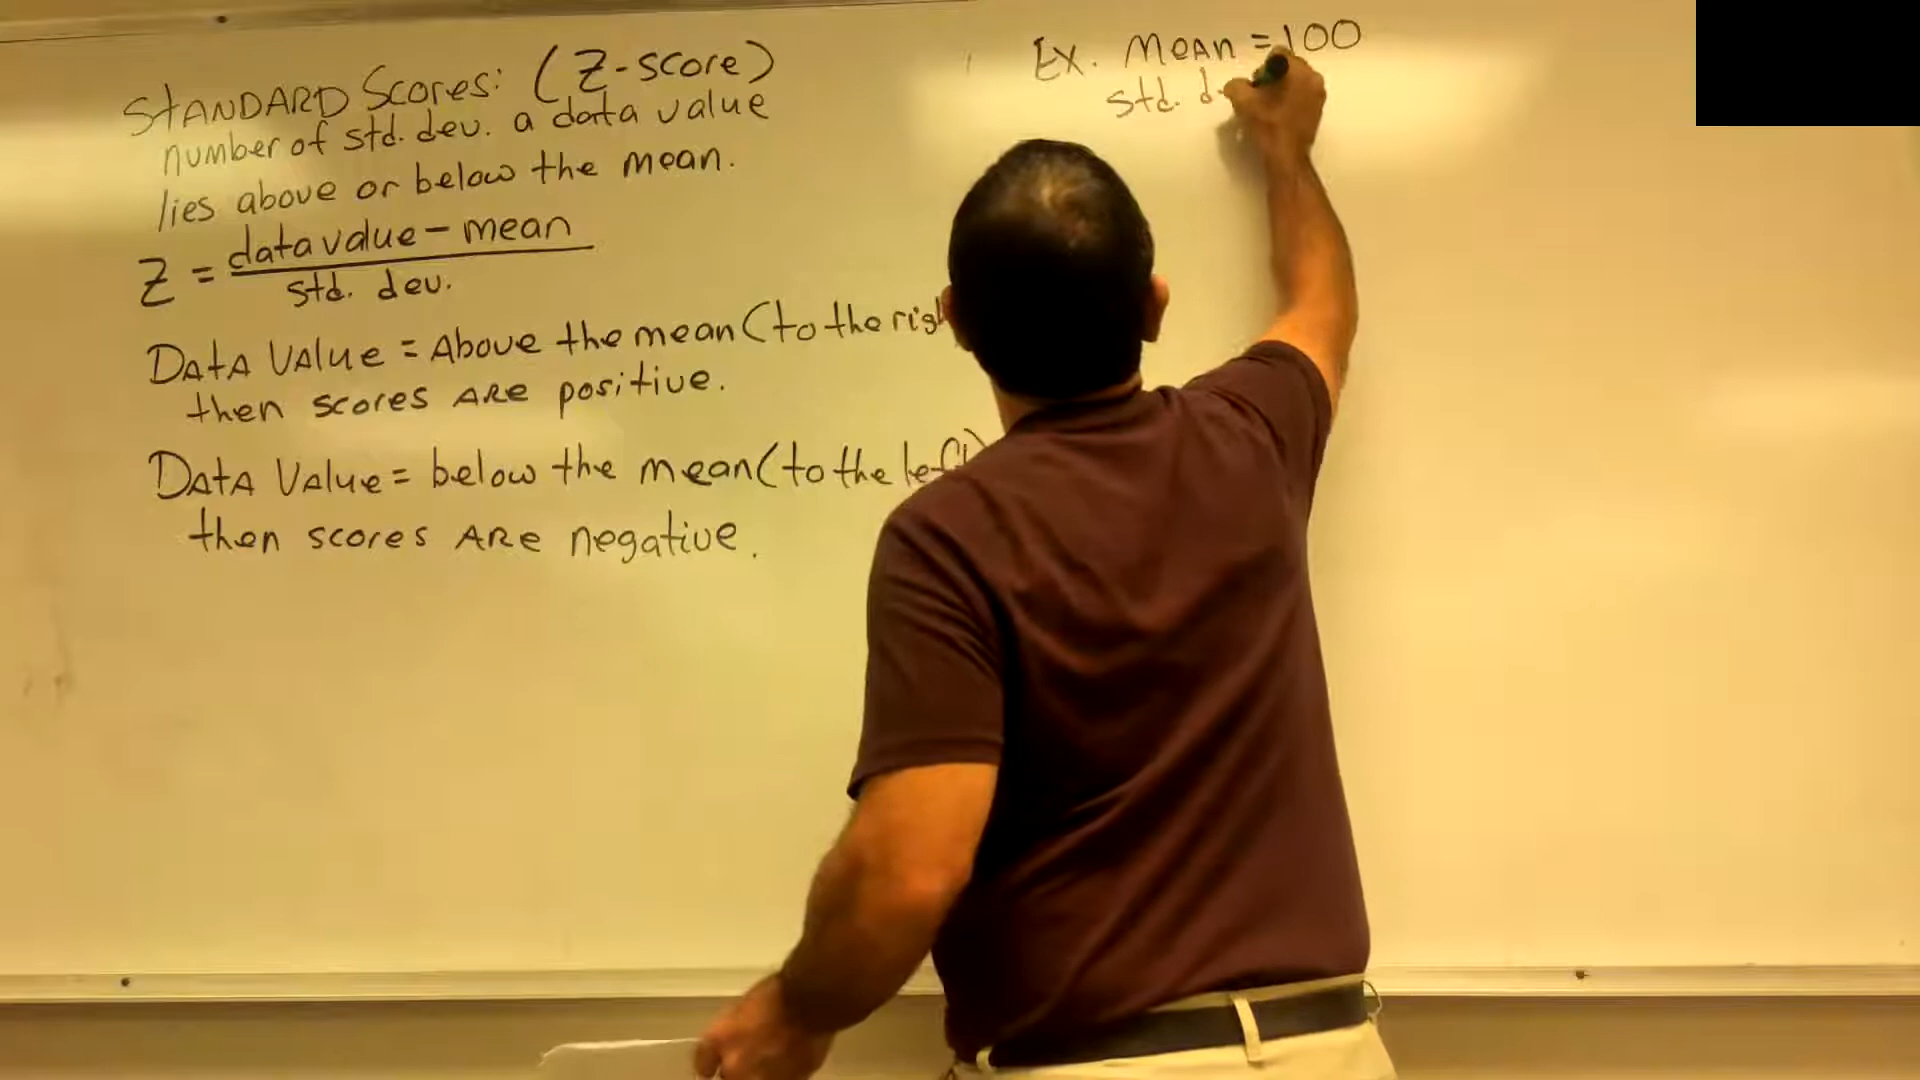 STANDARD Scores: (Z-score)
number of std. dev. a data value
lies above or below the mean.
Z = data value - mean
std. dev.
DATA VALUE = Above the mean (to the
then scores ARE positive.
DATA VALUE = below the mean (to the left)
then scores ARE negative.
Ex. MeAN = 100
std.